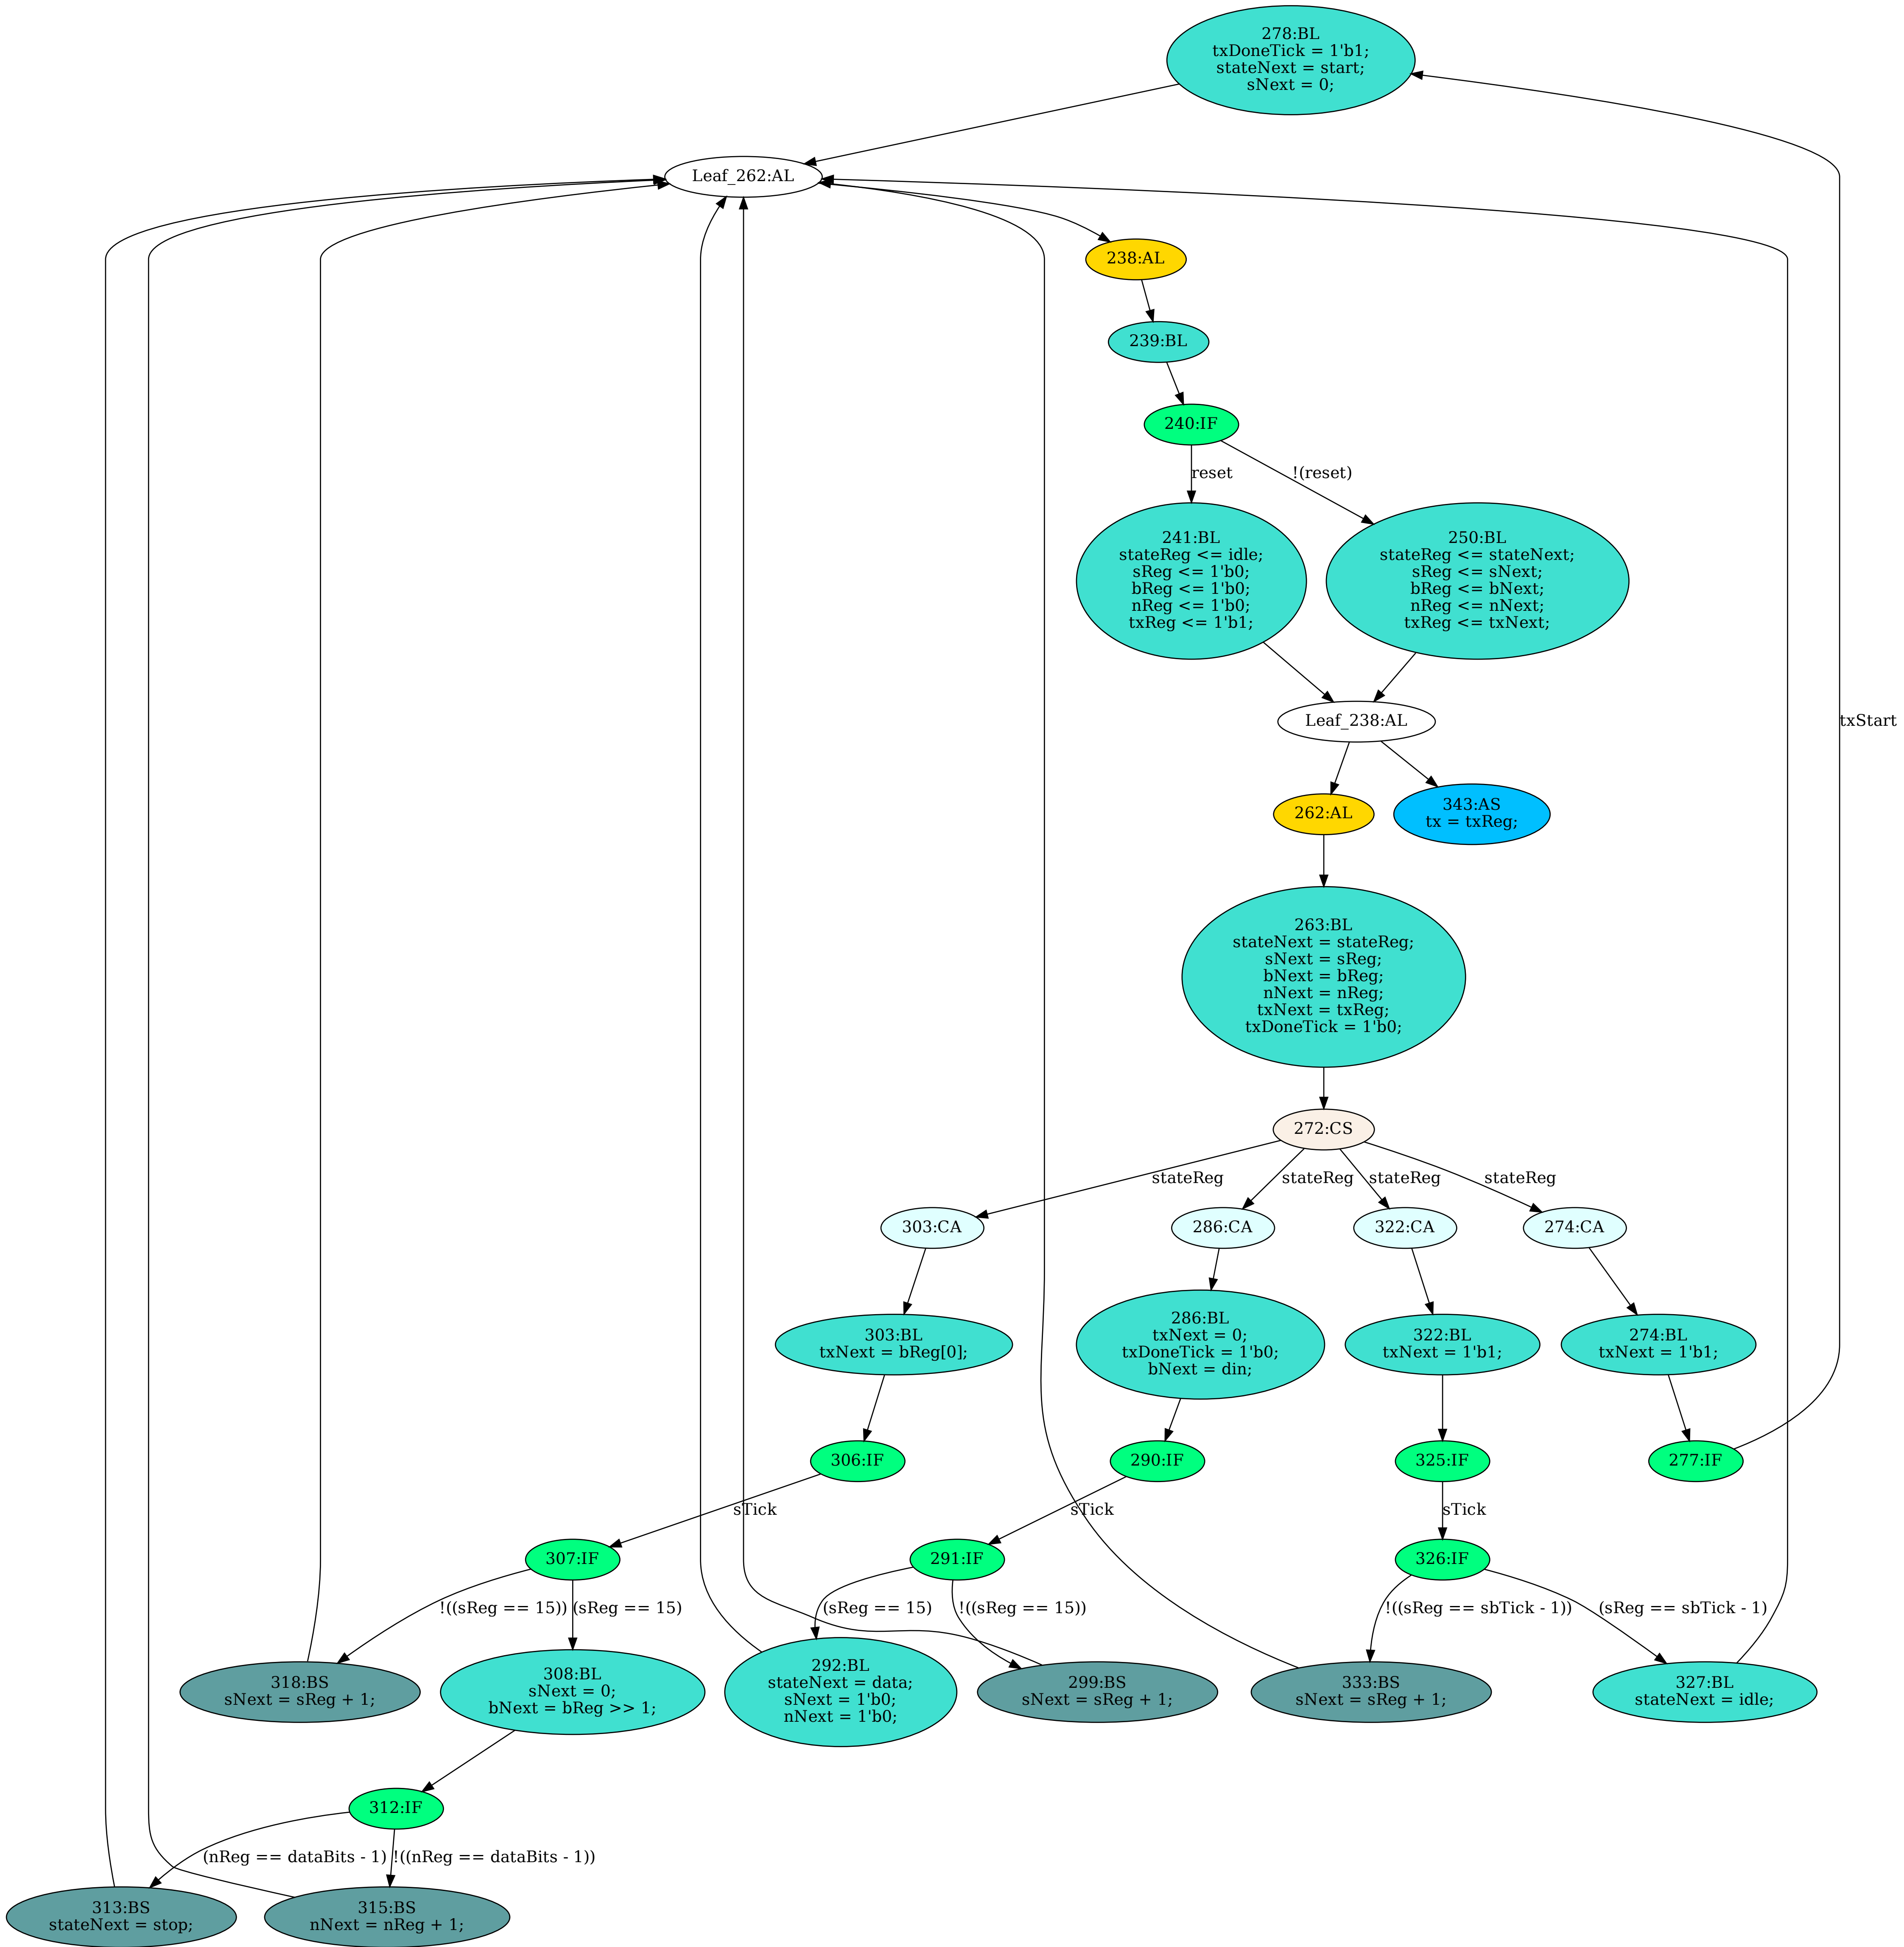 278:BL
txDoneTick = 1'b1;
stateNext = start;
sNext = 0;
Leaf_262:AL
238:AL
239:BL
240:IF
reset
!(reset)
241:BL
stateReg <= idle;
sReg <= 1'b0;
bReg <= 1'b0;
nReg <= 1'b0;
txReg <= 1'b1;
250:BL
stateReg <= stateNext;
sReg <= sNext;
bReg <= bNext;
nReg <= nNext;
txReg <= txNext;
Leaf_238:AL
txStart
262:AL
343:AS
tx = txReg;
263:BL
stateNext = stateReg;
sNext = sReg;
bNext = bReg;
nNext = nReg;
txNext = txReg;
txDoneTick = 1'b0;
272:CS
stateReg
stateReg
stateReg
stateReg
303:CA
286:CA
322:CA
274:CA
303:BL
txNext = bReg[0];
286:BL
txNext = 0;
txDoneTick = 1'b0;
bNext = din;
322:BL
txNext = 1'b1;
274:BL
txNext = 1'b1;
306:IF
290:IF
325:IF
277:IF
sTick
sTick
sTick
307:IF
291:IF
326:IF
!((sReg == 15))
(sReg == 15)
(sReg == 15)
!((sReg == 15))
!((sReg == sbTick - 1))
(sReg == sbTick - 1)
318:BS
sNext = sReg + 1;
308:BL
sNext = 0;
bNext = bReg >> 1;
292:BL
stateNext = data;
sNext = 1'b0;
nNext = 1'b0;
299:BS
sNext = sReg + 1;
333:BS
sNext = sReg + 1;
327:BL
stateNext = idle;
312:IF
(nReg == dataBits - 1)
!((nReg == dataBits - 1))
313:BS
stateNext = stop;
315:BS
nNext = nReg + 1;